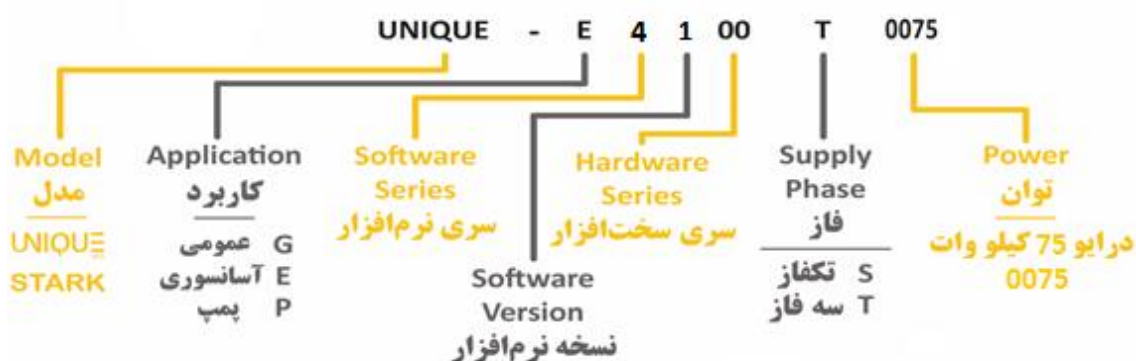 UNIQUE - E 4 1 00 T 0075
Model
مدل
UNIQUE
STARK
Application
کاربرد
عمومی G
آسانسوری E
پمپ P
Software
Series
سری نرم‌افزار
Software
Version
نسخه نرم‌افزار
Hardware
Series
سری سخت‌افزار
Supply
Phase
فاز
تکفاز S
سه فاز T
Power
توان
درایو 75 کیلو وات
0075